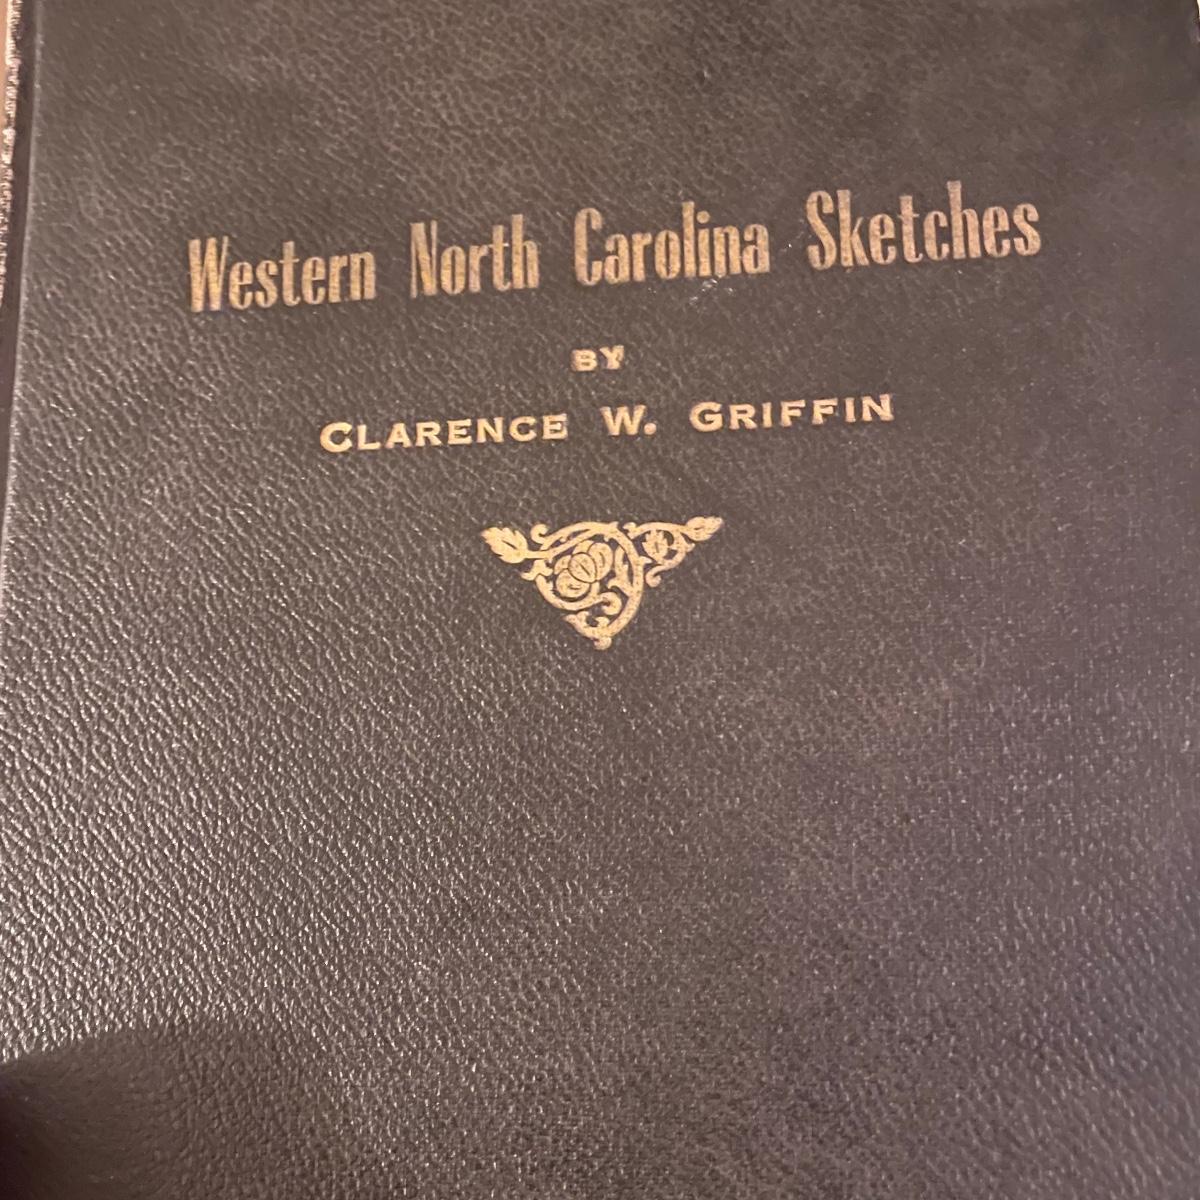 Western North Carolina Sketches
BY
CLARENCE W. GRIFFIN